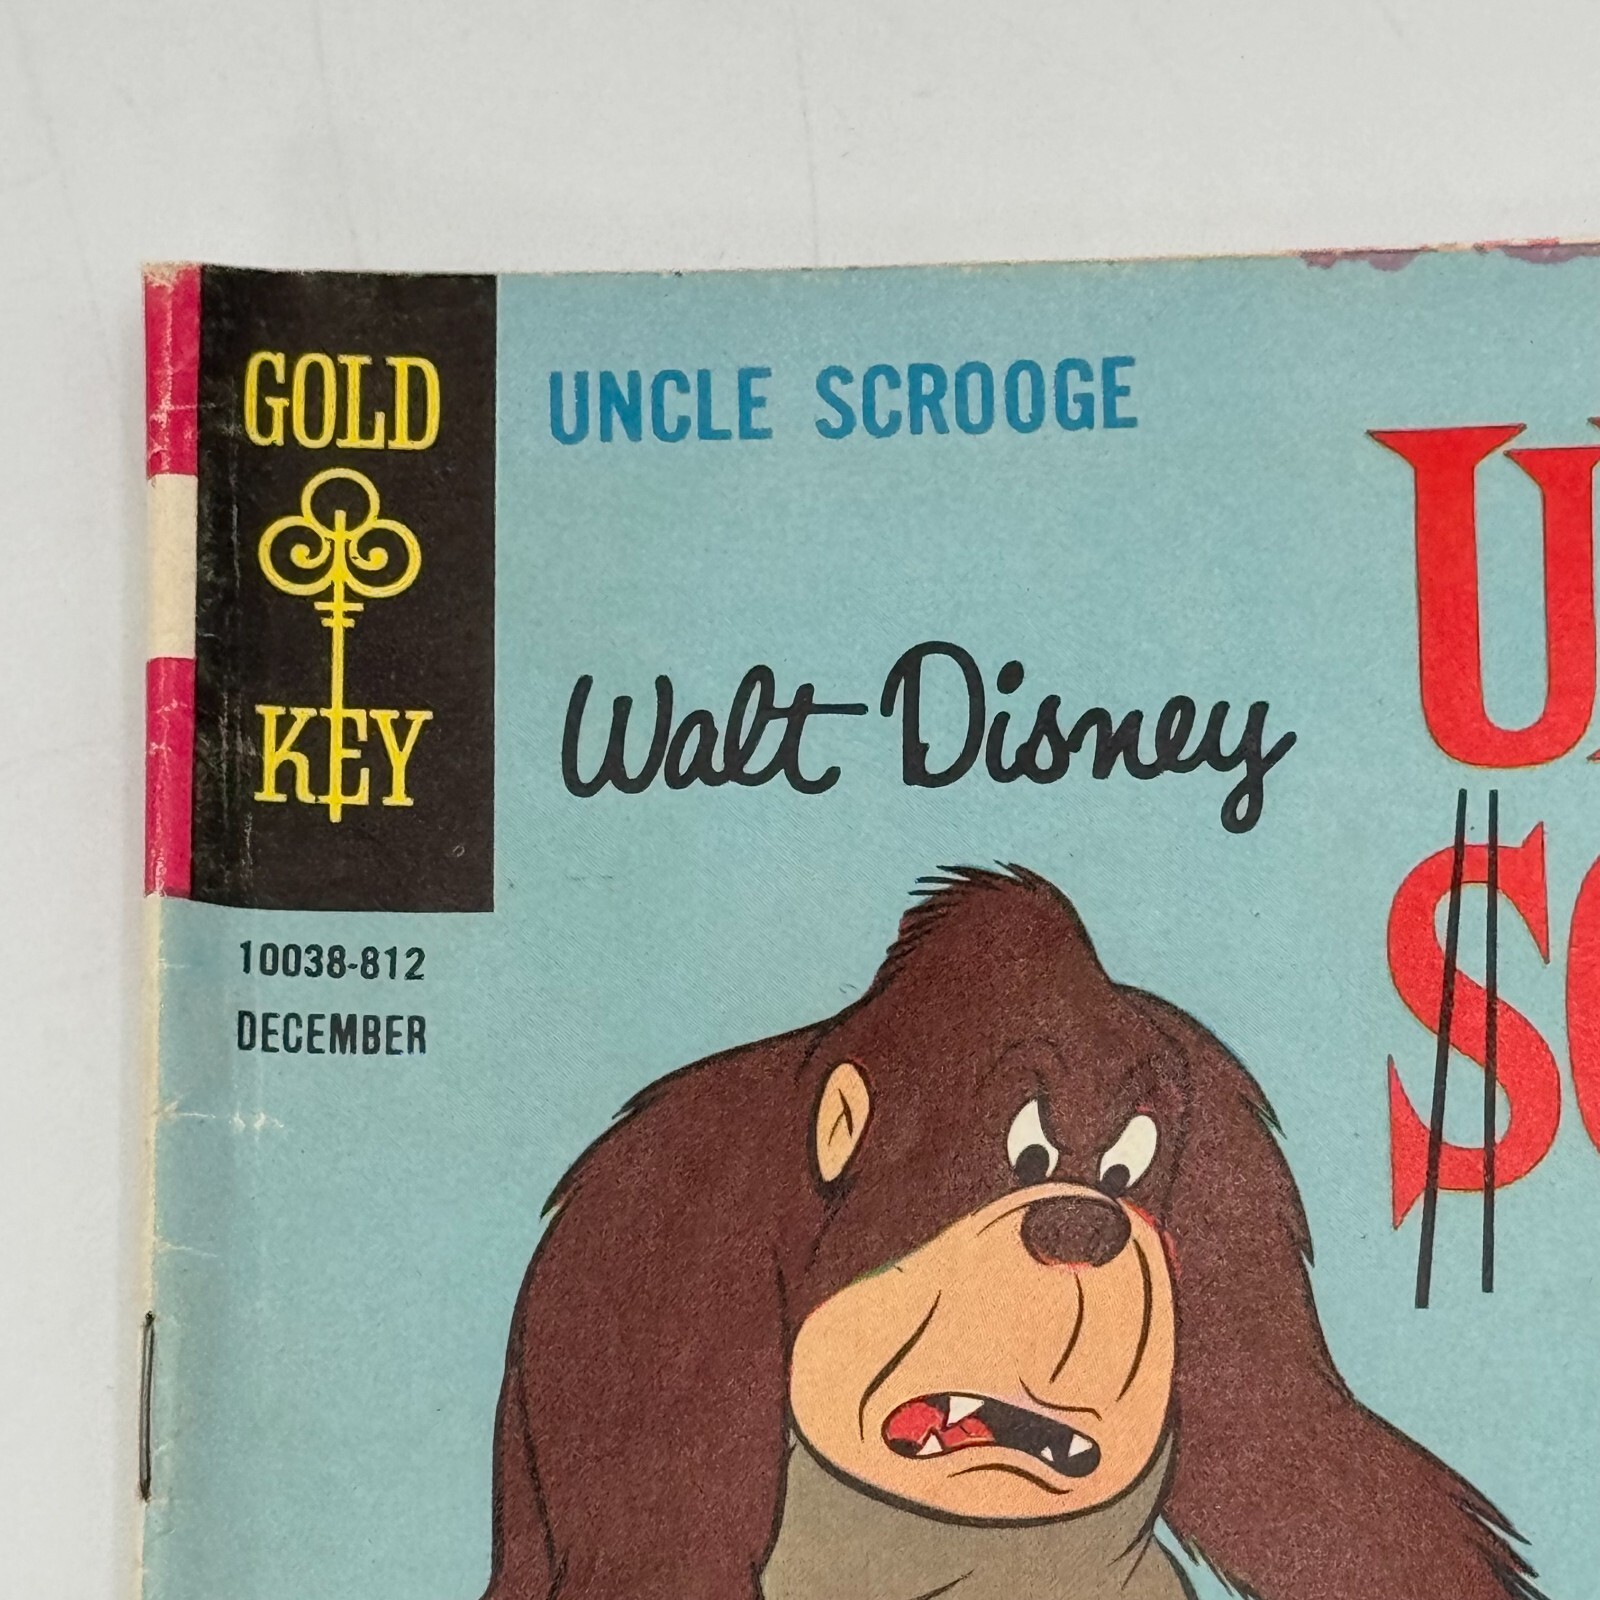 GOLD
KEY
UNCLE SCROOGE
Walt Disney
10038-812
DECEMBER